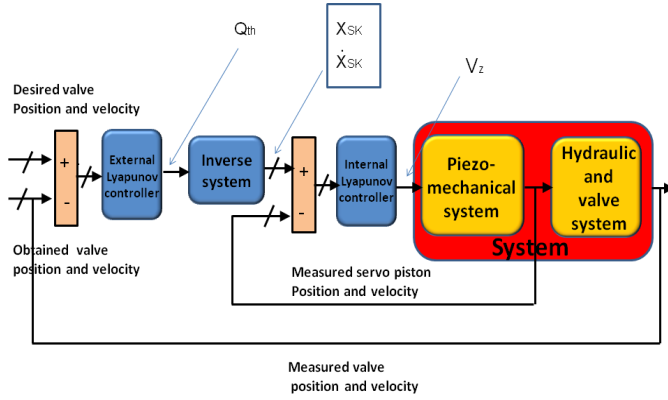 Qth
XSK
ẊSK
Vz
Desired valve
Position and velocity
+
-
External
Lyapunov
controller
Inverse
system
+
-
Internal
Lyapunov
controller
Piezo-
mechanical
system
Hydraulic
and
valve
system
System
Obtained valve
position and velocity
Measured servo piston
Position and velocity
Measured valve
position and velocity